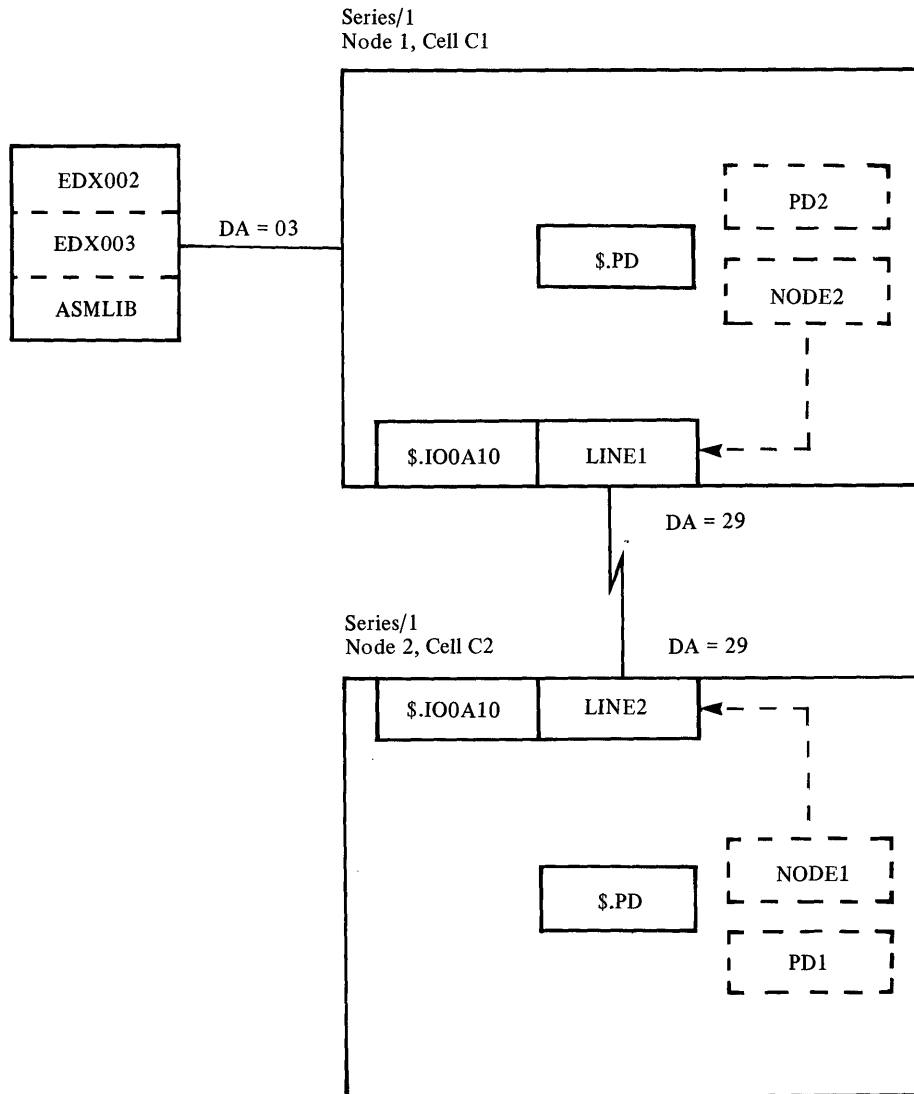 Series/1
Node 1, Cell C1
EDX002
EDX003
ASMLIB
DA = 03
PD2
$.PD
NODE2
$.IO0A10
LINE1
DA = 29
Series/1
Node 2, Cell C2
DA = 29
$.IO0A10
LINE2
NODE1
$.PD
PD1